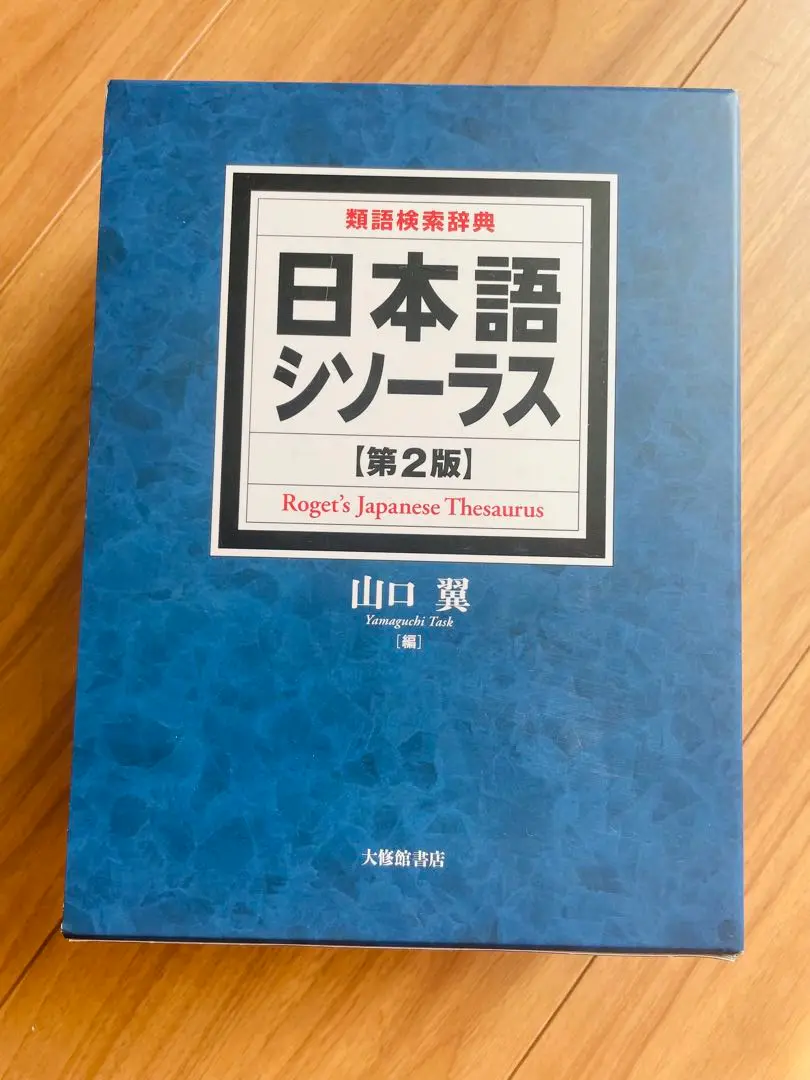 類語検索辞典
日本語
シソーラス
【第2版】
Roget's Japanese Thesaurus
山口 翼
Yamaguchi Task
[編]
大修館書店